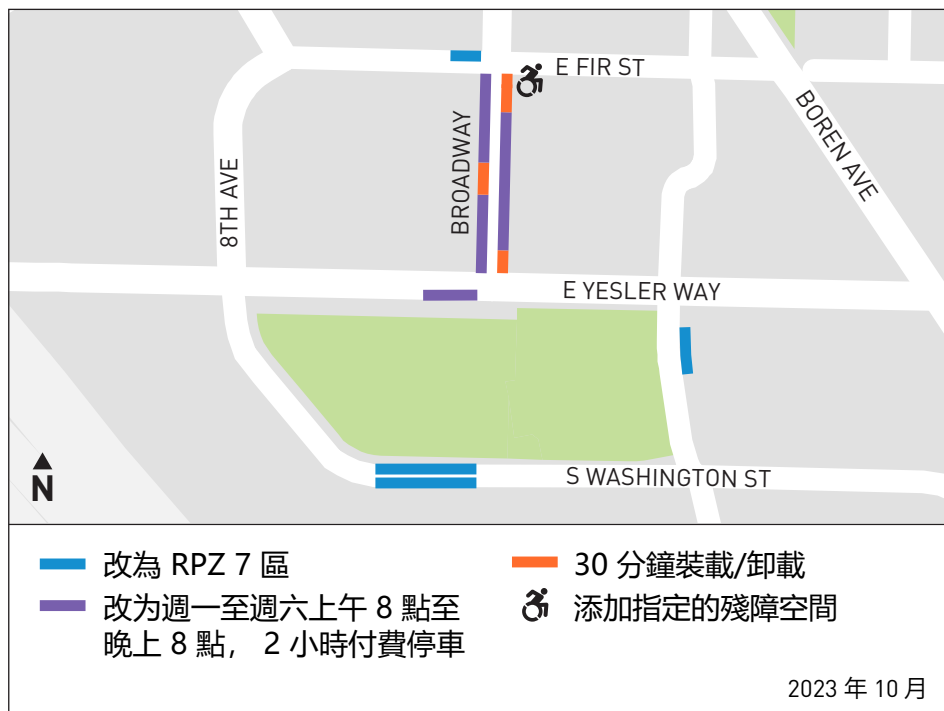 E FIR ST
BROADWAY
BOREN AVE
8TH AVE
E YESLER WAY
S WASHINGTON ST
N
改為 RPZ 7 區
改为週一至週六上午 8 點至
晚上 8 點， 2 小時付費停車
30 分鐘裝載/卸載
添加指定的殘障空間
2023 年 10 月